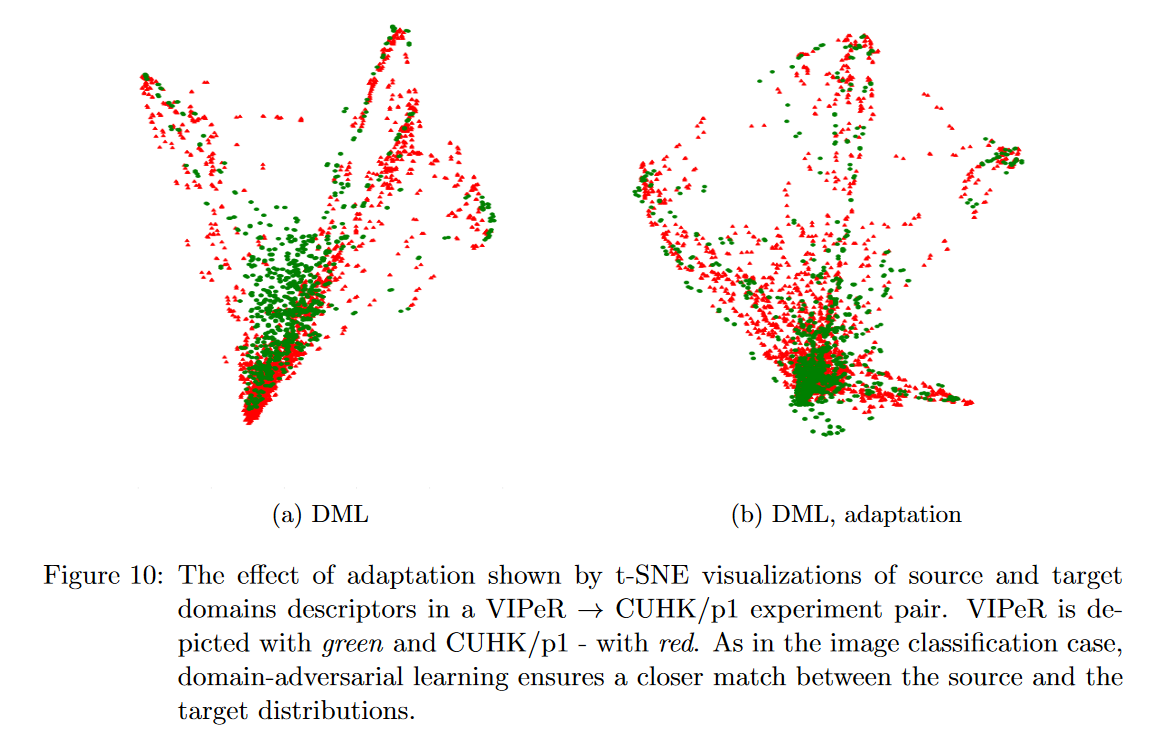 (a) DML
(b) DML, adaptation
Figure 10: The effect of adaptation shown by t-SNE visualizations of source and target
domains descriptors in a VIPeR → CUHK/p1 experiment pair. VIPeR is de-
picted with green and CUHK/p1 - with red. As in the image classification case,
domain-adversarial learning ensures a closer match between the source and the
target distributions.